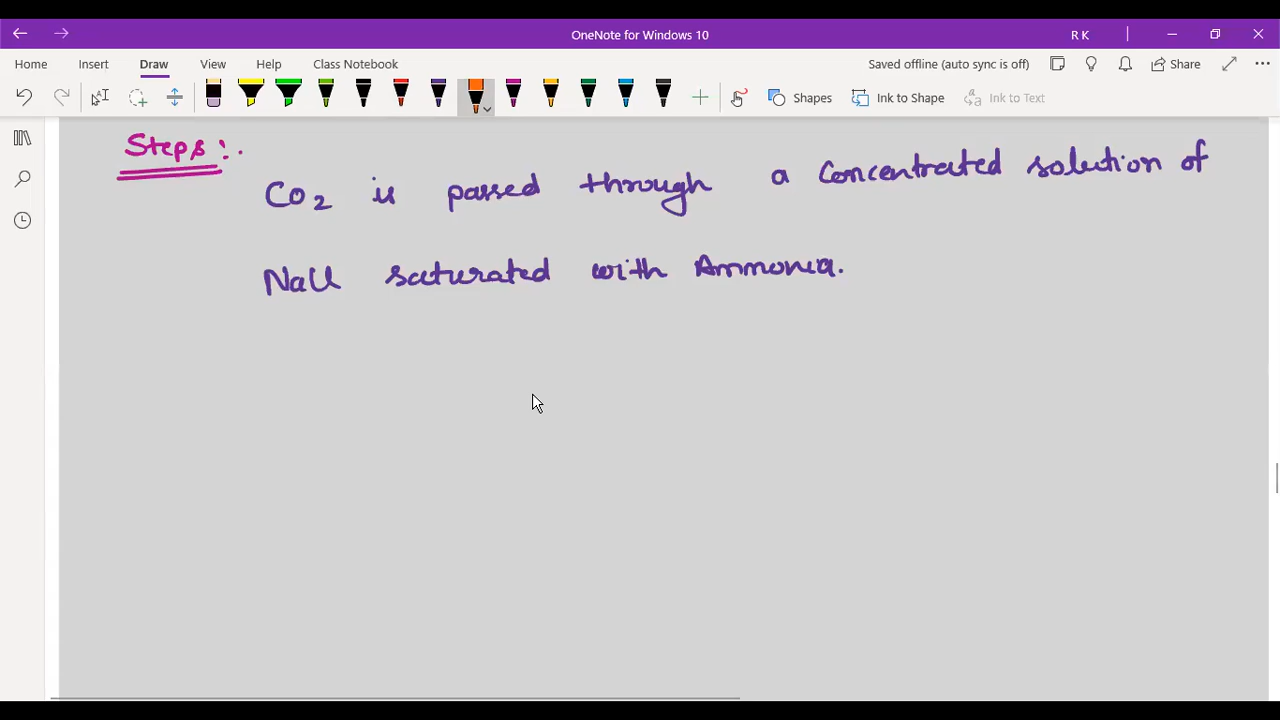 OneNote for Windows 10
R K
Home Insert Draw View Help Class Notebook
Saved offline (auto sync is off) Share
Shapes Ink to Shape Ink to Text
Steps :.
CO2 is passed through a Concentrated solution of
NaCl saturated with Ammonia.